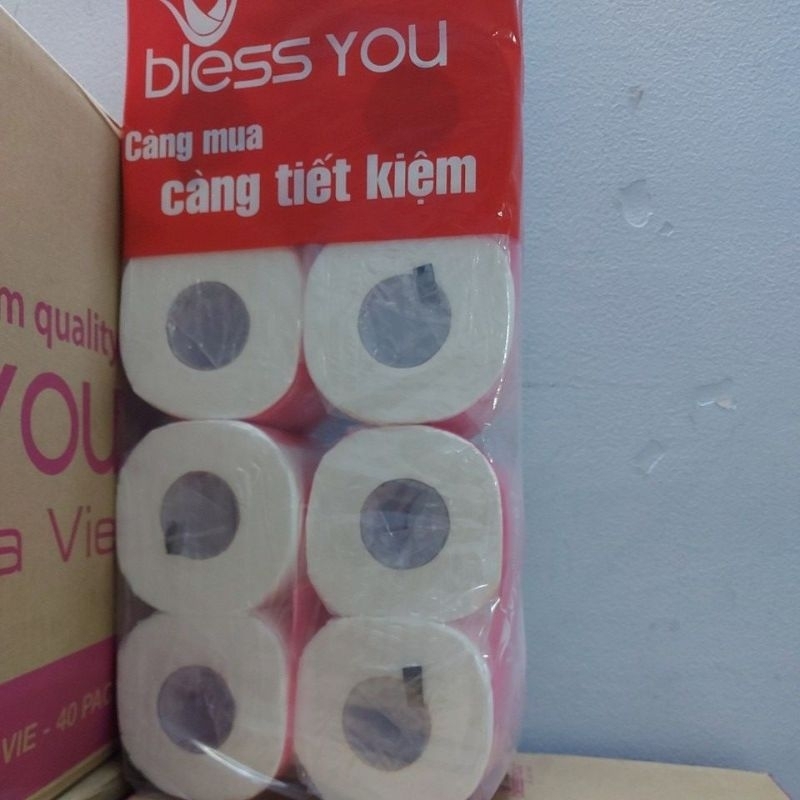 bless YOU
Càng mua
càng tiết kiệm
m quality
YOU
a Vie
VIE - 40 PAC